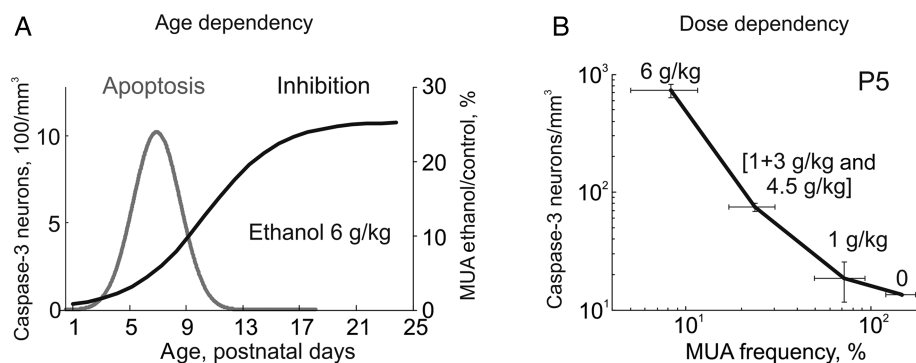 A
Age dependency
Apoptosis
Inhibition
Ethanol 6 g/kg
Caspase-3 neurons, 100/mm³
10
5
0
30
20
10
0
MUA ethanol/control, %
1 5 9 13 17 21 25
Age, postnatal days
B
Dose dependency
P5
6 g/kg
[1+3 g/kg and
4.5 g/kg]
1 g/kg
0
Caspase-3 neurons/mm³
10³
10²
10¹
10¹ 10²
MUA frequency, %